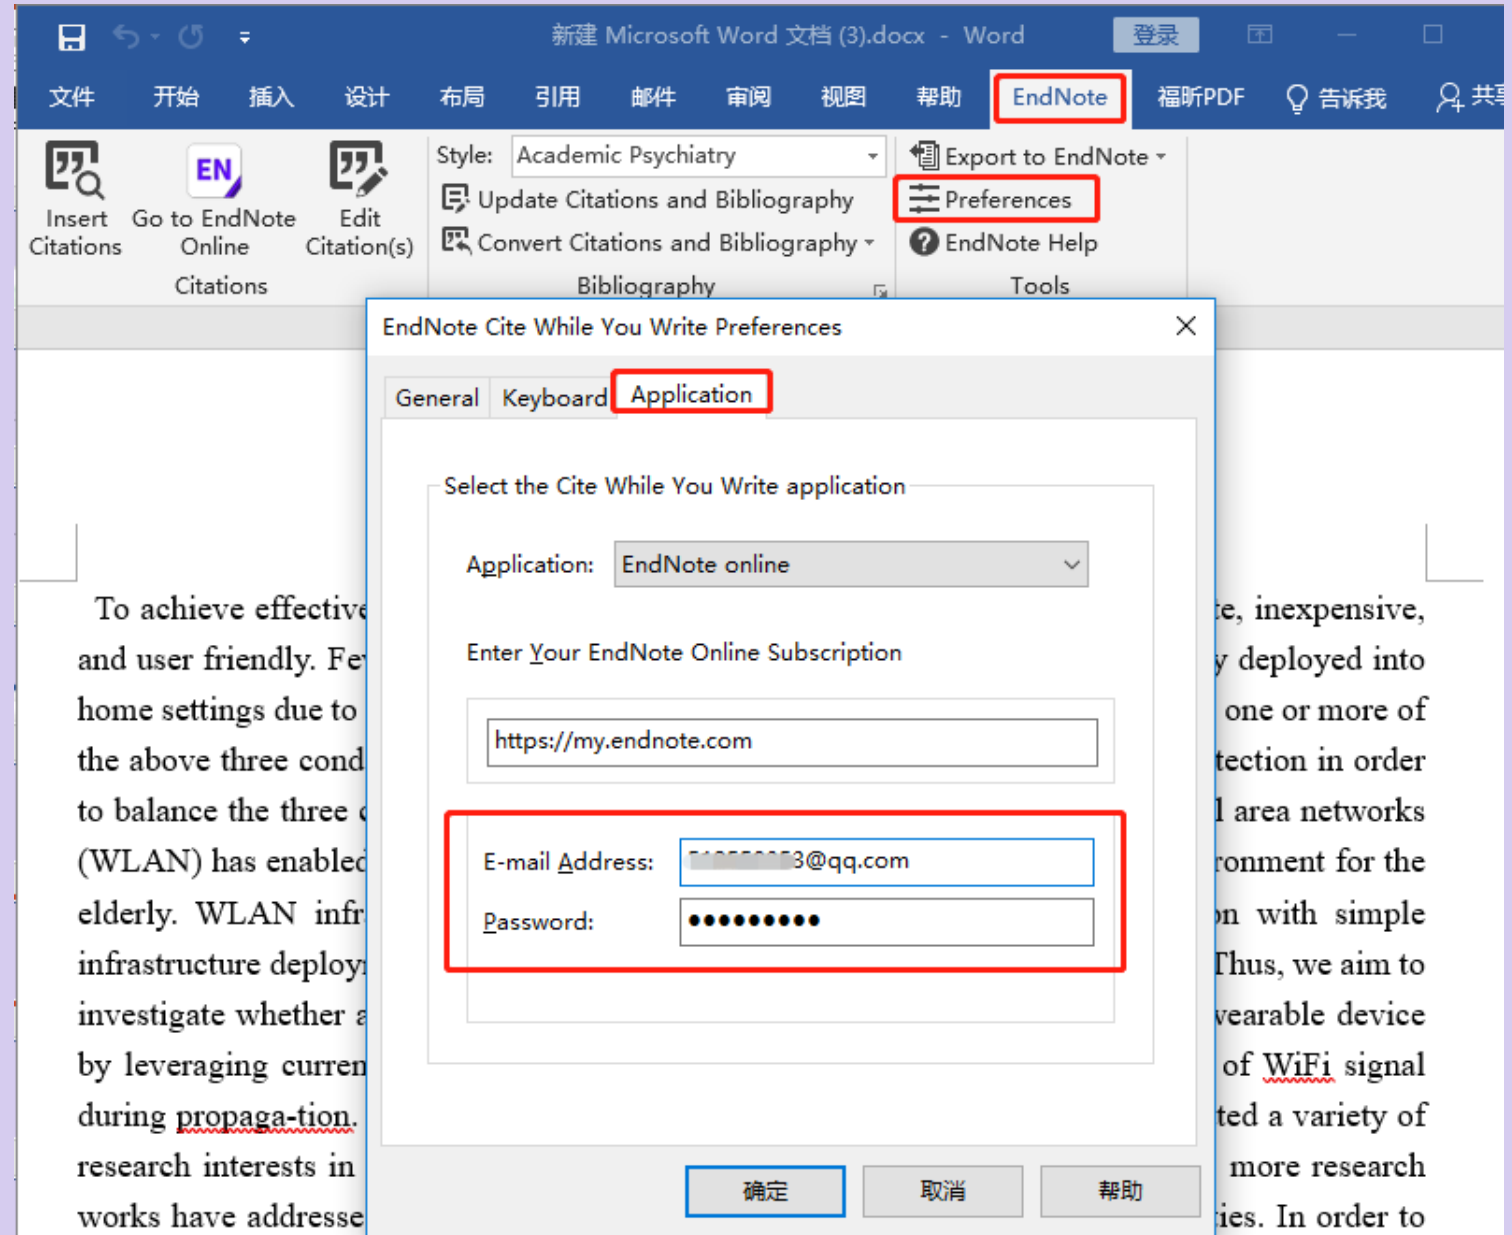 新建 Microsoft Word 文档 (3).docx - Word
登录
文件 开始 插入 设计 布局 引用 邮件 审阅 视图 帮助 EndNote 福昕PDF 告诉我
Insert Citations
EN
Go to EndNote Online
Edit Citation(s)
Citations
Style: Academic Psychiatry
Update Citations and Bibliography
Convert Citations and Bibliography
Bibliography
Export to EndNote
Preferences
EndNote Help
Tools
EndNote Cite While You Write Preferences
General Keyboard Application
Select the Cite While You Write application
Application: EndNote online
Enter Your EndNote Online Subscription
https://my.endnote.com
E-mail Address: 3@qq.com
Password: ●●●●●●●●●
确定 取消 帮助
To achieve effective inexpensive,
and user friendly. deployed into
home settings due to one or more of
the above three in order
to balance the three area networks
(WLAN) has enabled for the
elderly. WLAN with simple
infrastructure Thus, we aim to
investigate whether wearable device
by leveraging of WiFi signal
during propaga-tion. a variety of
research interests in more research
works have In order to